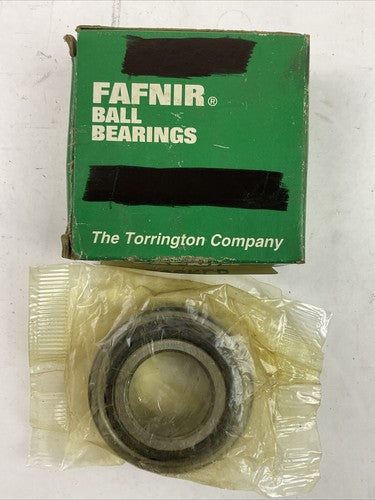 FAFNIR®
BALL
BEARINGS
The Torrington Company